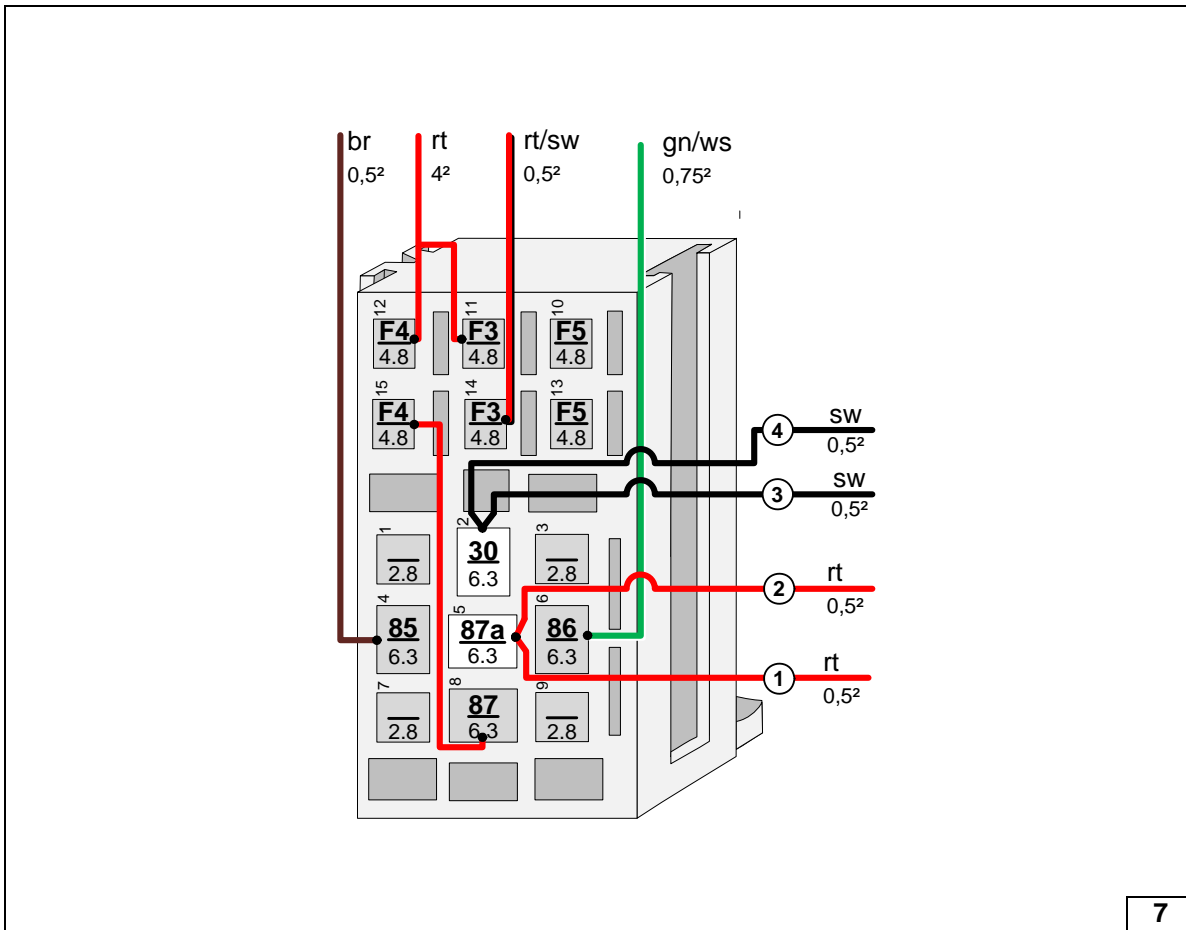 br rt rt/sw gn/ws
0,5² 4² 0,5² 0,75²
12 11 10
F4 F3 F5
4.8 4.8 4.8
15 14 13
F4 F3 F5
4.8 4.8 4.8
4 sw
0,5²
3 sw
0,5²
1 2 3
30
2.8 6.3 2.8
2 rt
0,5²
4 5 6
85 87a 86
6.3 6.3 6.3
1 rt
0,5²
7 8 9
87
2.8 6.3 2.8
7